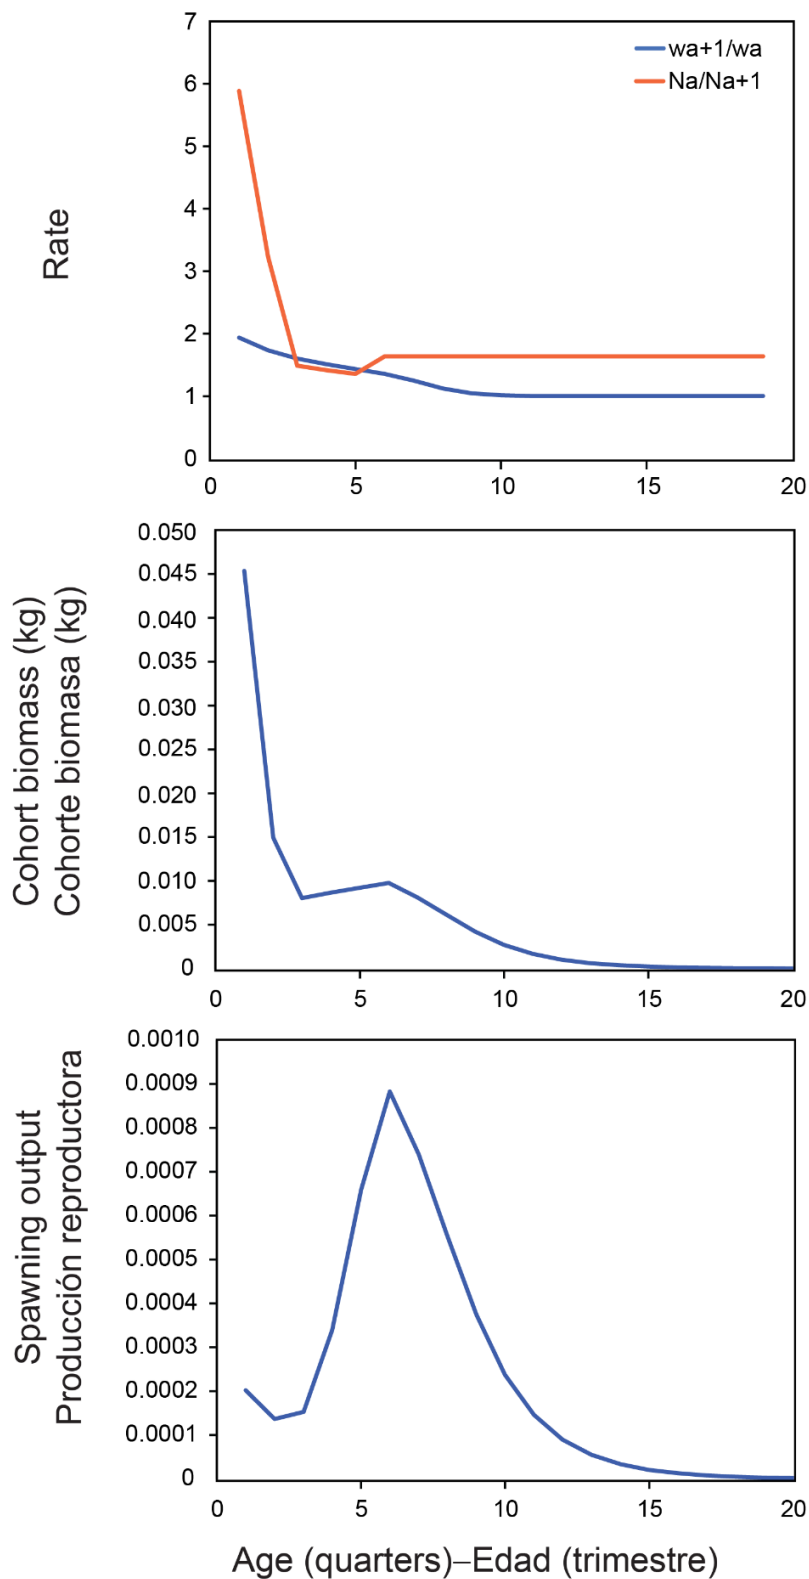 7
6
5
4
3
2
1
0
Rate
wa+1/wa
Na/Na+1
0 5 10 15 20
0.050
0.045
0.040
0.035
0.030
0.025
0.020
0.015
0.010
0.005
0
Cohort biomass (kg)
Cohorte biomasa (kg)
0 5 10 15 20
0.0010
0.0009
0.0008
0.0007
0.0006
0.0005
0.0004
0.0003
0.0002
0.0001
0
Spawning output
Producción reproductora
0 5 10 15 20
Age (quarters)–Edad (trimestre)